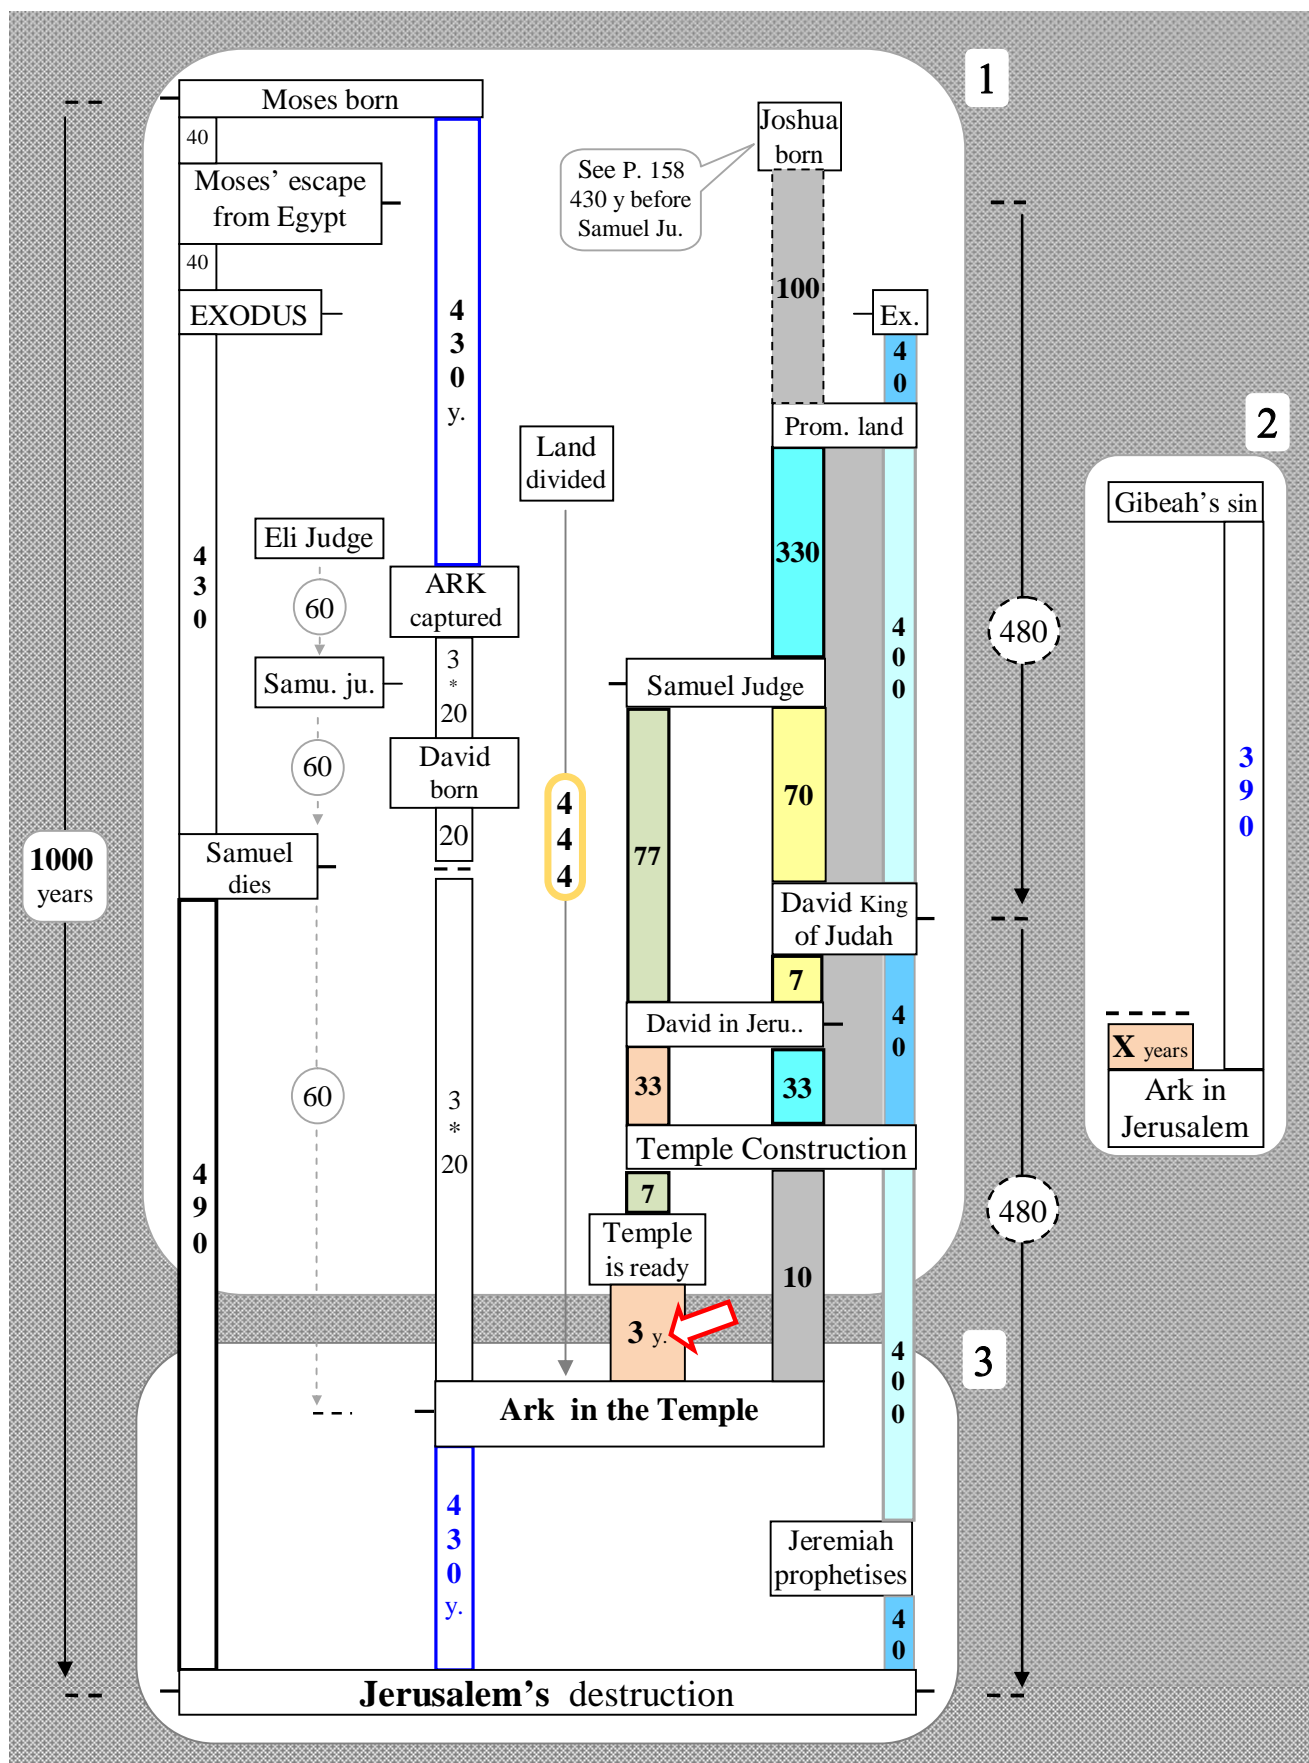 1
Moses born
40
Moses’ escape
from Egypt
40
EXODUS
4
3
0
Samuel
dies
4
9
0
1000
years
4
3
0
y.
ARK
captured
3
*
20
David
born
20
3
*
20
Eli Judge
60
Samu. ju.
60
60
Land
divided
4
4
4
See P. 158
430 y before
Samuel Ju.
Joshua
born
100
Ex.
4
0
Prom. land
330
4
0
0
Samuel Judge
77
70
David King
of Judah
7
4
0
David in Jeru..
33
33
Temple Construction
7
Temple
is ready
3 y.
10
4
0
0
Ark in the Temple
4
3
0
y.
Jeremiah
prophetises
4
0
Jerusalem’s destruction
480
480
2
Gibeah’s sin
3
9
0
X years
Ark in
Jerusalem
3